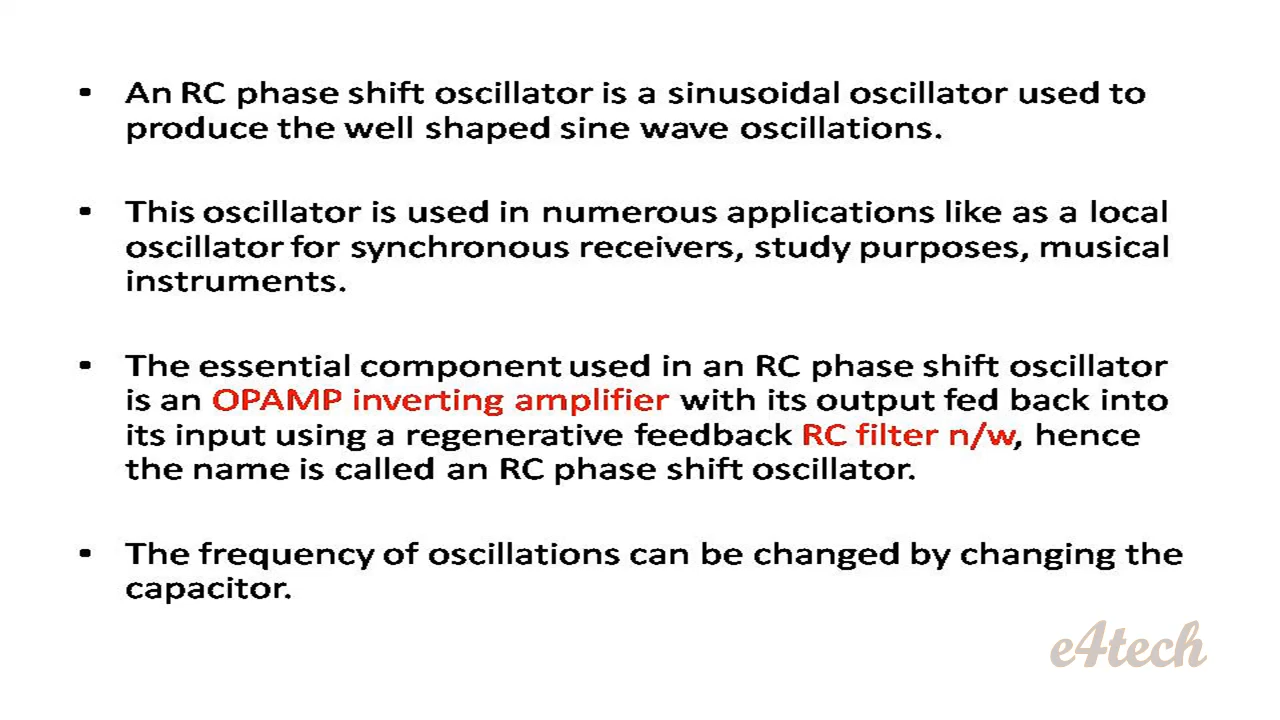 • An RC phase shift oscillator is a sinusoidal oscillator used to
produce the well shaped sine wave oscillations.
• This oscillator is used in numerous applications like as a local
oscillator for synchronous receivers, study purposes, musical
instruments.
• The essential component used in an RC phase shift oscillator
is an OPAMP inverting amplifier with its output fed back into
its input using a regenerative feedback RC filter n/w, hence
the name is called an RC phase shift oscillator.
• The frequency of oscillations can be changed by changing the
capacitor.
e4tech